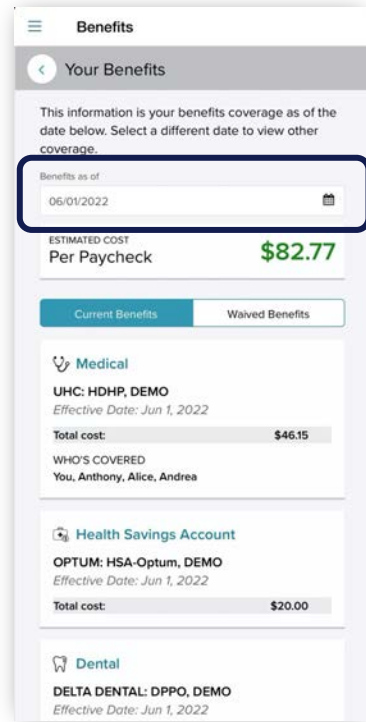 Benefits
Your Benefits
This information is your benefits coverage as of the
date below. Select a different date to view other
coverage.
Benefits as of
06/01/2022
ESTIMATED COST
Per Paycheck
$82.77
Current Benefits
Waived Benefits
Medical
UHC: HDHP, DEMO
Effective Date: Jun 1, 2022
Total cost: $46.15
WHO'S COVERED
You, Anthony, Alice, Andrea
Health Savings Account
OPTUM: HSA-Optum, DEMO
Effective Date: Jun 1, 2022
Total cost: $20.00
Dental
DELTA DENTAL: DPPO, DEMO
Effective Date: Jun 1, 2022